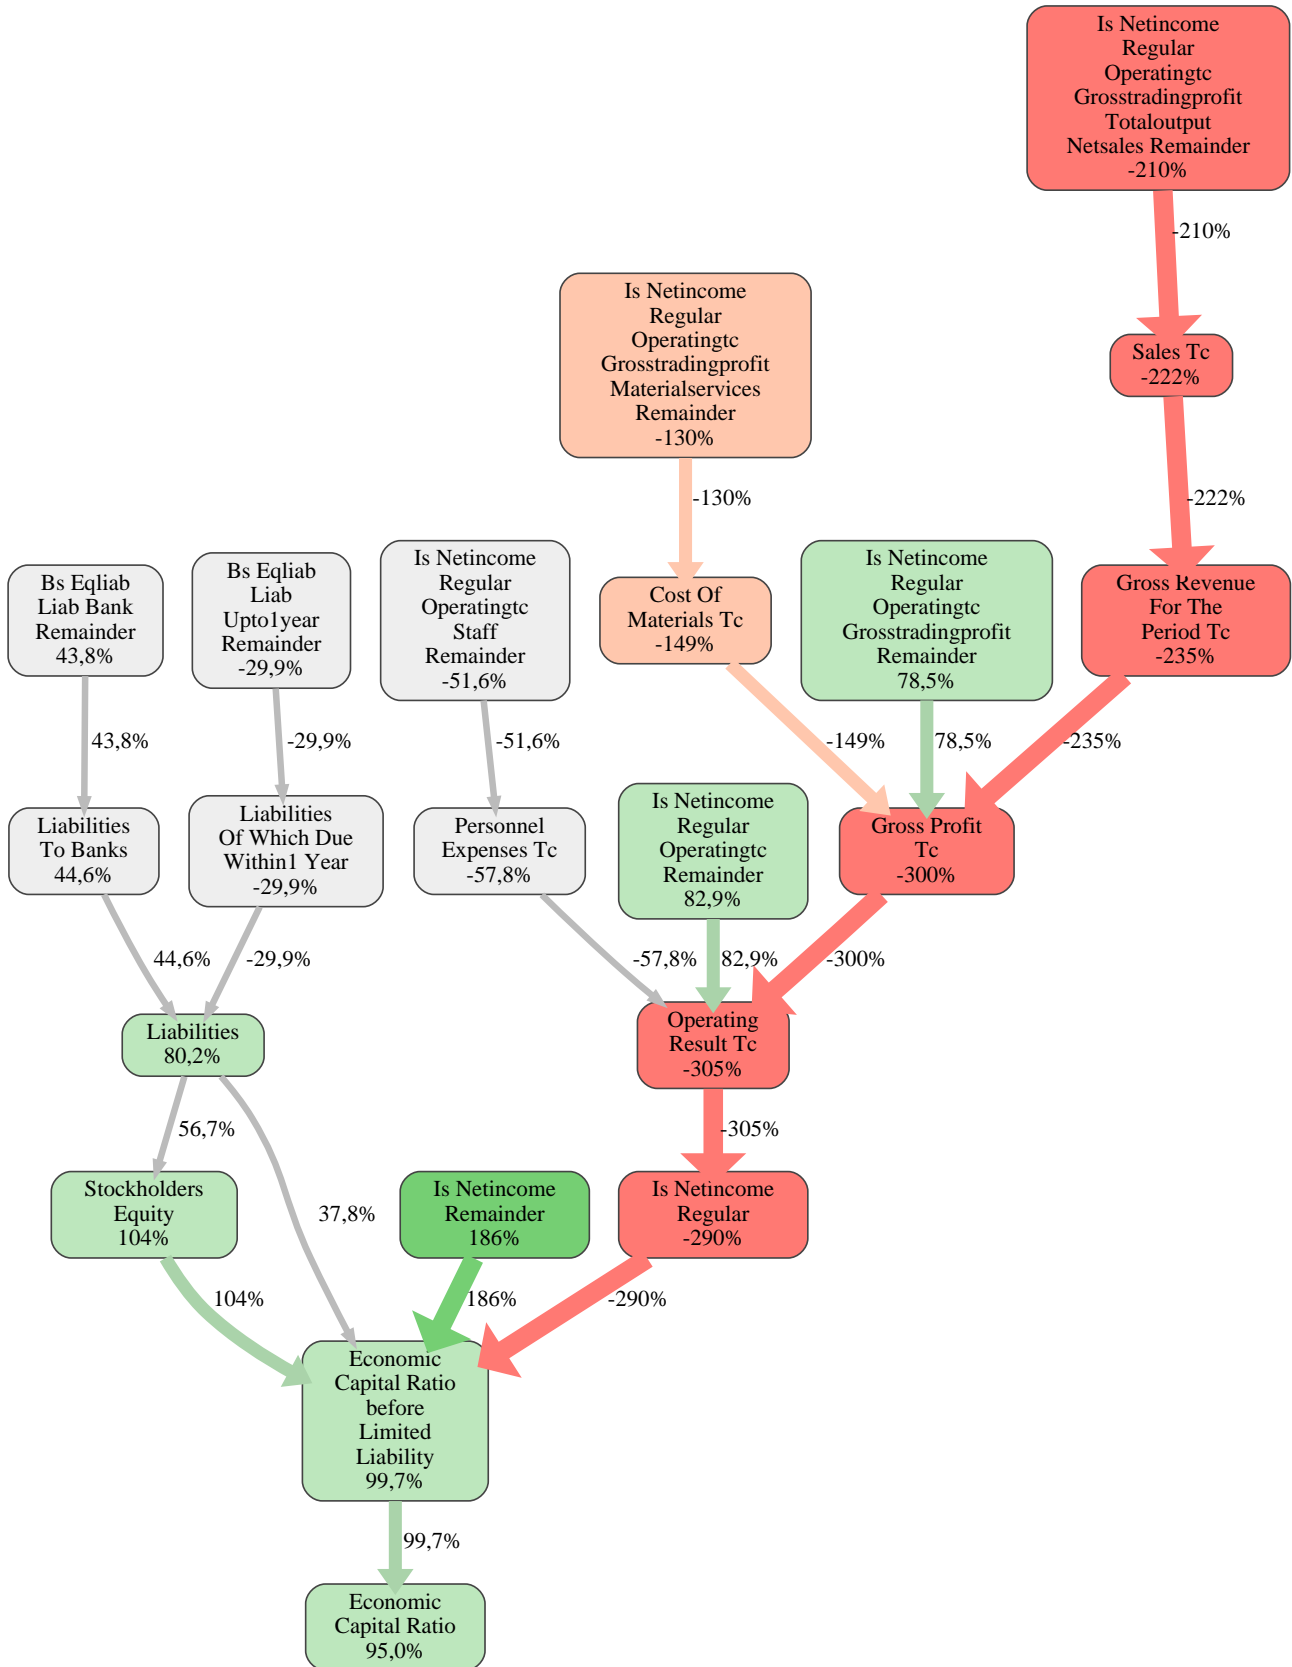 Is Netincome
Regular
Operatingtc
Grosstradingprofit
Totaloutput
Netsales Remainder
-210%
-210%
Is Netincome
Regular
Operatingtc
Grosstradingprofit
Materialservices
Remainder
-130%
Sales Tc
-222%
-130%
-222%
Bs Eqliab
Liab Bank
Remainder
43,8%
Bs Eqliab
Liab
Upto1year
Remainder
-29,9%
Is Netincome
Regular
Operatingtc
Staff
Remainder
-51,6%
Cost Of
Materials Tc
-149%
Is Netincome
Regular
Operatingtc
Grosstradingprofit
Remainder
78,5%
Gross Revenue
For The
Period Tc
-235%
43,8%
-29,9%
-51,6%
-149%
78,5%
-235%
Liabilities
To Banks
44,6%
Liabilities
Of Which Due
Within1 Year
-29,9%
Personnel
Expenses Tc
-57,8%
Is Netincome
Regular
Operatingtc
Remainder
82,9%
Gross Profit
Tc
-300%
44,6%
-29,9%
-57,8%
82,9%
-300%
Liabilities
80,2%
Operating
Result Tc
-305%
56,7%
-305%
Stockholders
Equity
104%
37,8%
Is Netincome
Remainder
186%
Is Netincome
Regular
-290%
104%
186%
-290%
Economic
Capital Ratio
before
Limited
Liability
99,7%
99,7%
Economic
Capital Ratio
95,0%